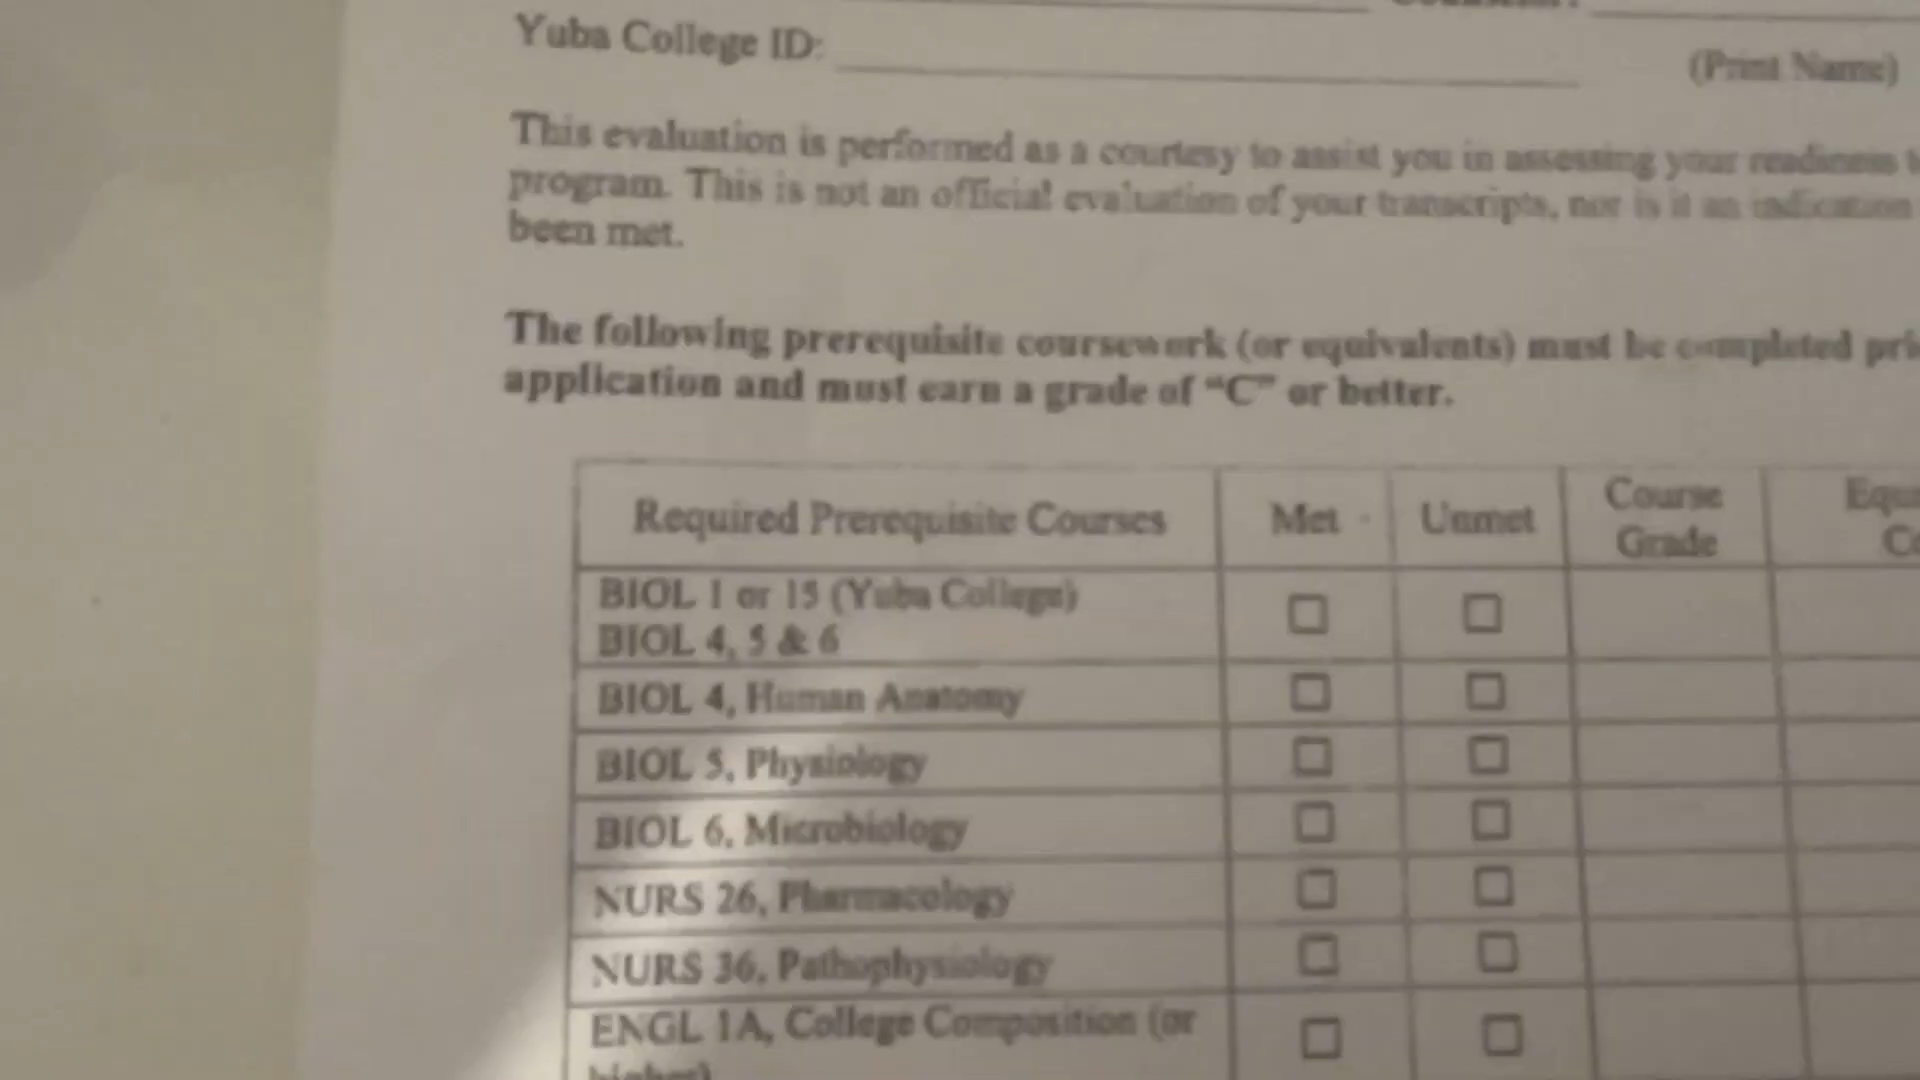 Yuba College ID:
(Print Name)
This evaluation is performed as a courtesy to assist you in assessing your readiness
program. This is not an official evaluation of your transcripts, nor is it an indication
been met.
The following prerequisite coursework (or equivalents) must be completed
application and must earn a grade of “C” or better.
Required Prerequisite Courses Met Unmet Course Grade
BIOL 1 or 15 (Yuba College)
BIOL 4, 5 & 6
BIOL 4, Human Anatomy
BIOL 5, Physiology
BIOL 6, Microbiology
NURS 26, Pharmacology
NURS 36, Pathophysiology
ENGL 1A, College Composition (or
higher)